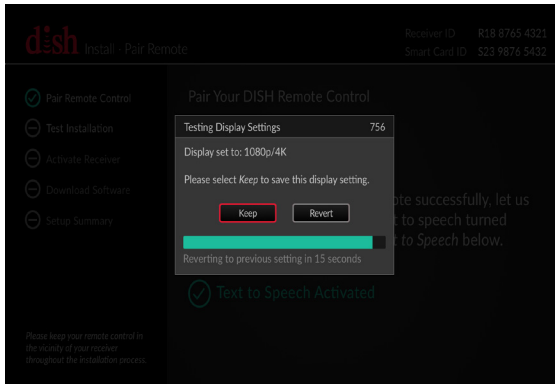 dish Install - Pair Remote
Receiver ID R18 8765 4321
Smart Card ID S23 9876 5432
Pair Remote Control
Test Installation
Activate Receiver
Download Software
Setup Summary
Please keep your remote control in
the vicinity of your receiver
throughout the installation process.
Pair Your DISH Remote Control
Testing Display Settings 756
Display set to: 1080p/4K
Please select Keep to save this display setting.
Keep Revert
Reverting to previous setting in 15 seconds
ote successfully, let us
t to speech turned
t to Speech below.
Text to Speech Activated